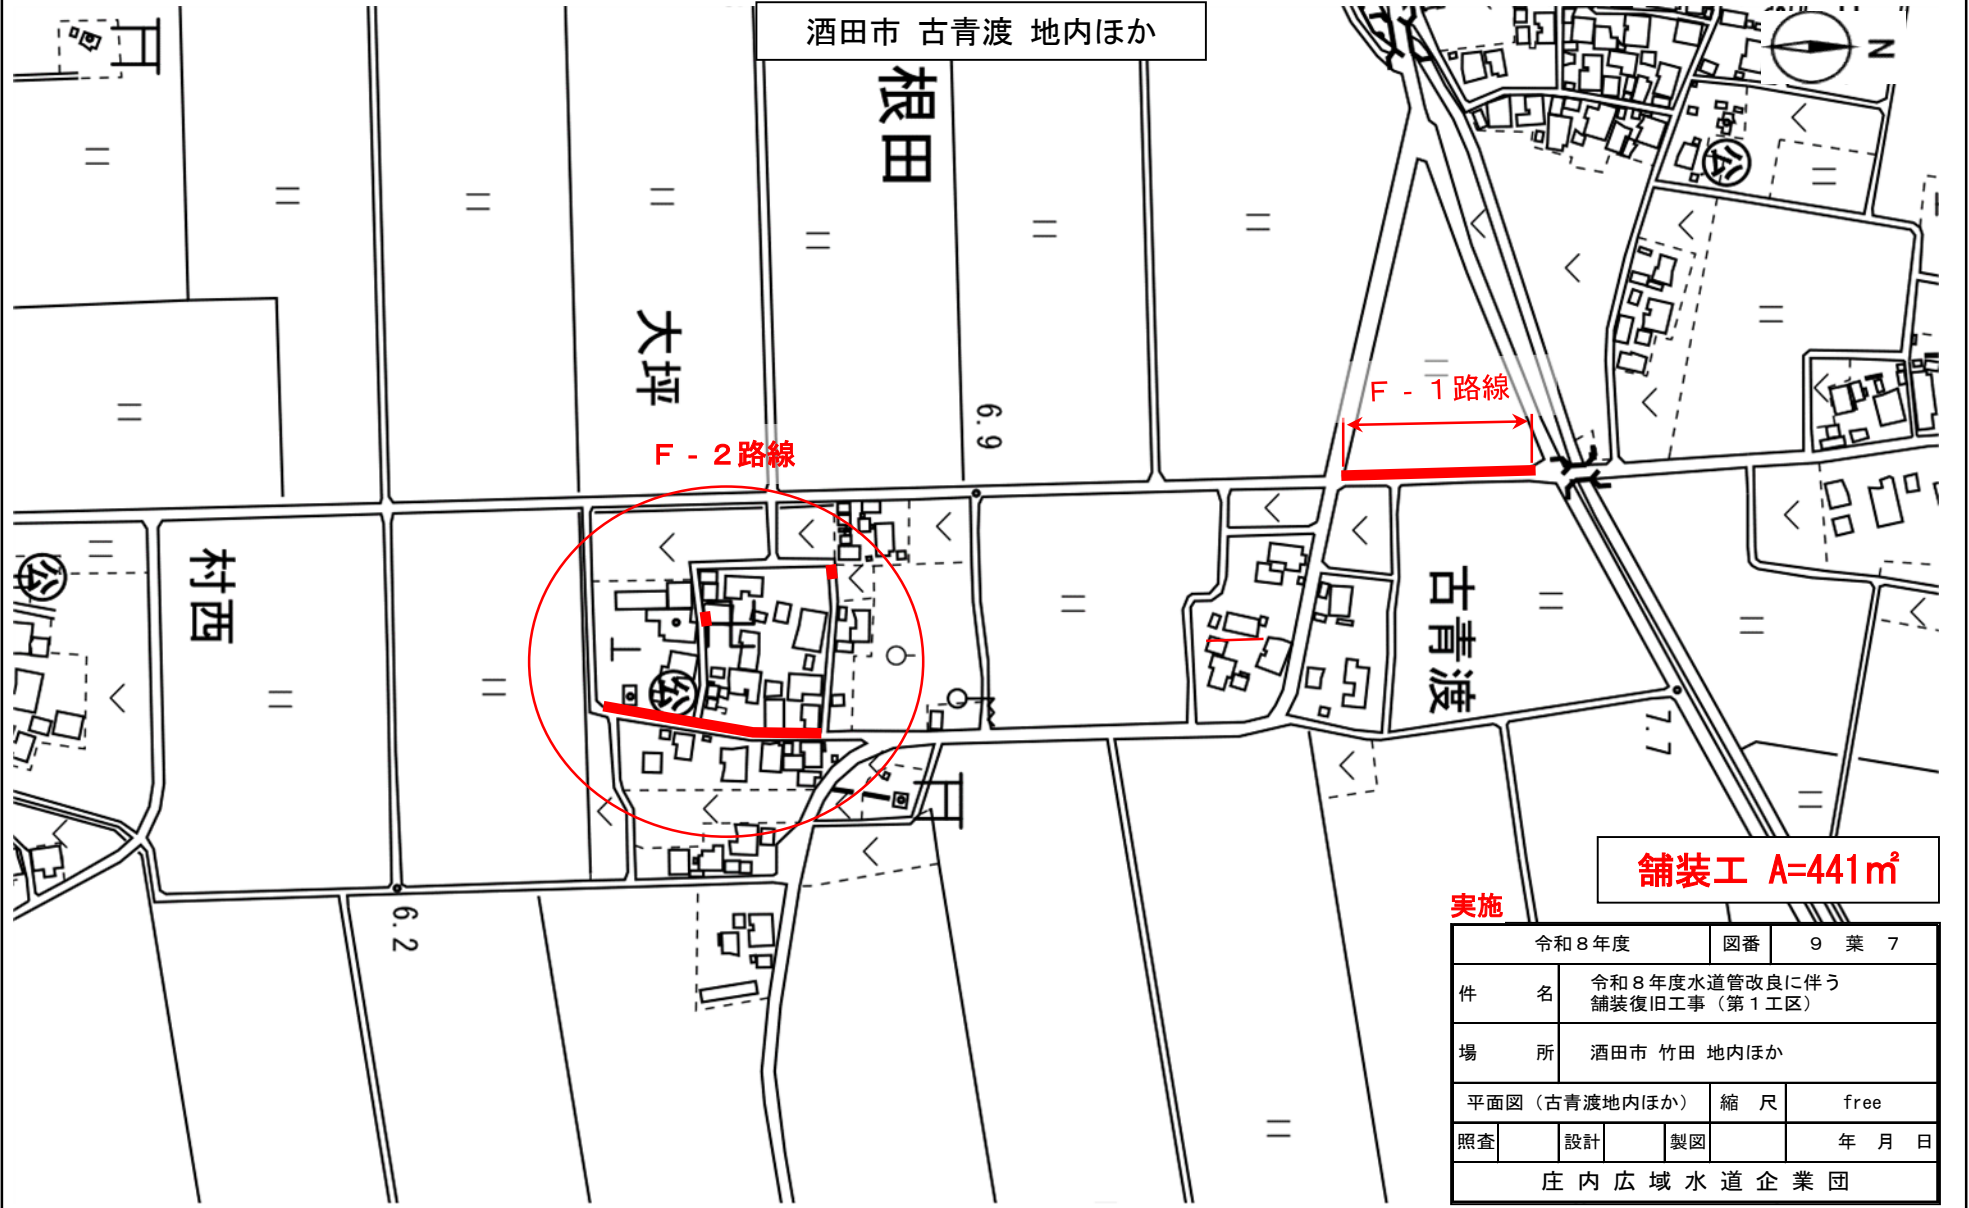 酒田市 古青渡 地内ほか
N
根田
公
大坪
6.9
F - 1路線
F - 2路線
公
村西
公
古青渡
7.7
6.2
舗装工 A=441㎡
実施
令和８年度 図番 ９ 葉 ７
件 名 令和８年度水道管改良に伴う
舗装復旧工事（第１工区）
場 所 酒田市 竹田 地内ほか
平面図（古青渡地内ほか） 縮 尺 free
照査 設計 製図 年 月 日
庄内広域水道企業団